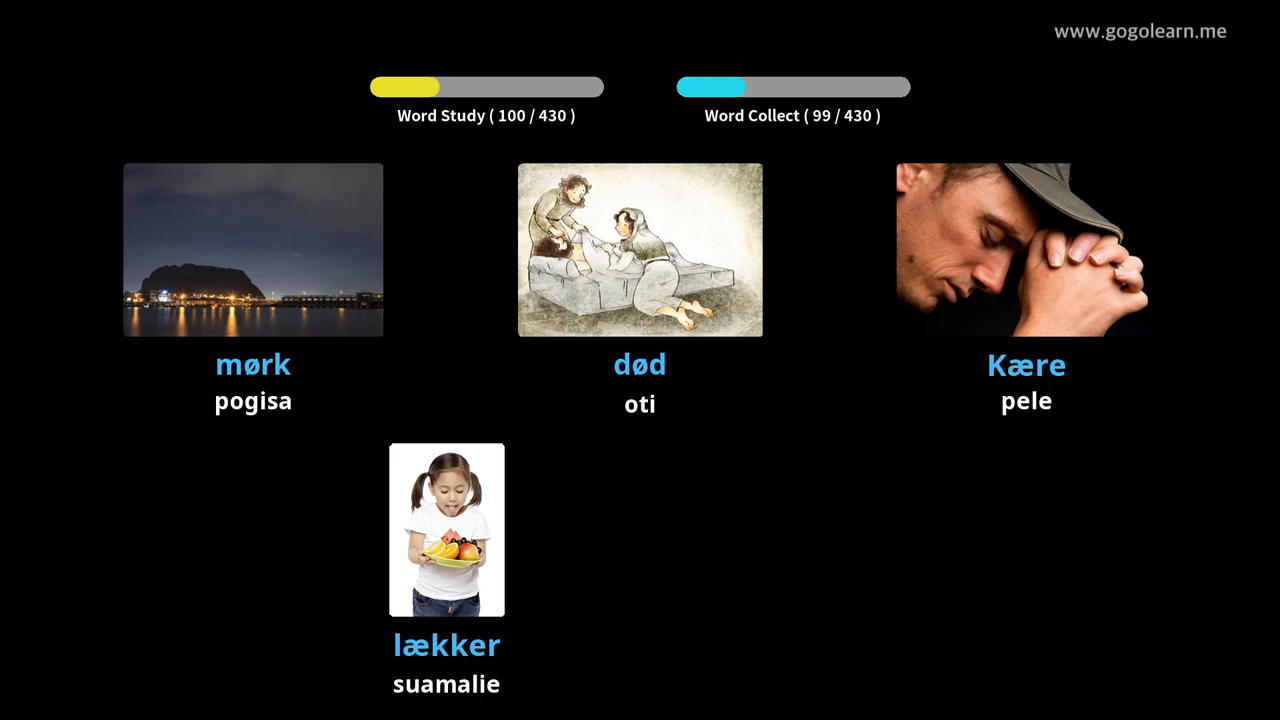 www.gogolearn.me
Word Study ( 100 / 430 )
Word Collect ( 99 / 430 )
mørk
pogisa
død
oti
Kære
pele
lækker
suamalie